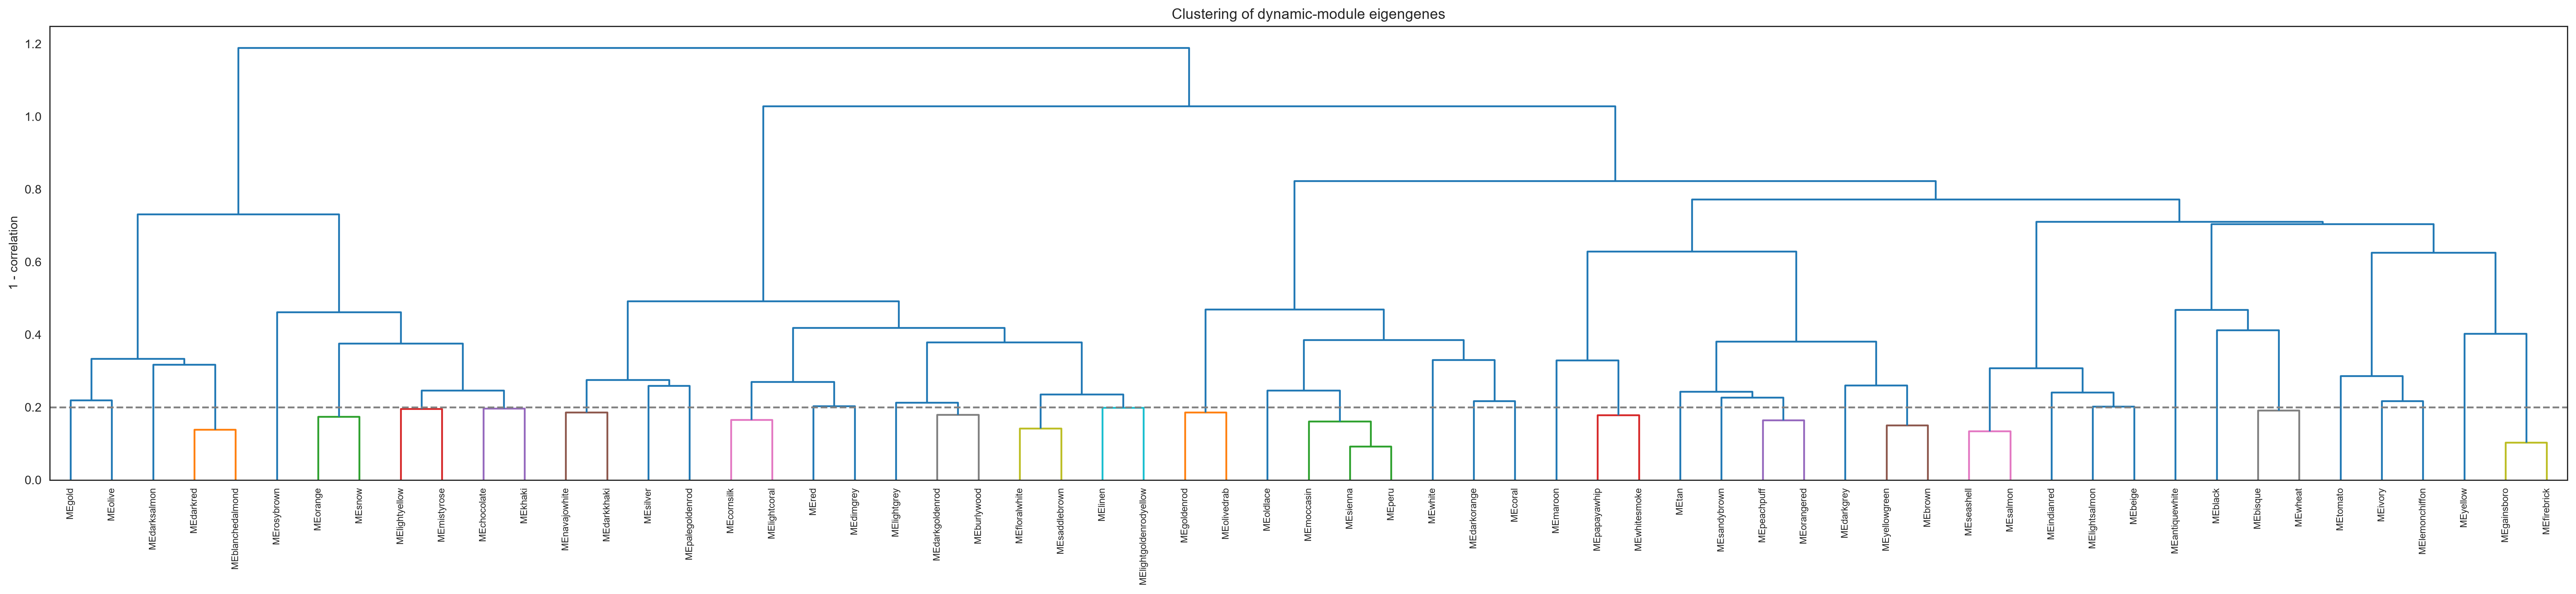 Clustering of dynamic-module eigengenes
1.2
1.0
0.8
0.6
0.4
0.2
0.0
1 - correlation
MEgold
MEolive
MEdarksalmon
MEdarkred
MEblanchedalmond
MErosybrown
MEorange
MEsnow
MElightyellow
MEmistyrose
MEchocolate
MEkhaki
MEnavajowhite
MEdarkkhaki
MEsilver
MEpalegoldenrod
MEcornsilk
MElightcoral
MEred
MEdimgrey
MElightgrey
MEdarkgoldenrod
MEburlywood
MEfloralwhite
MEsaddlebrown
MElinen
MElightgoldenrodyellow
MEgoldenrod
MEolivedrab
MEoldlace
MEmoccasin
MEsienna
MEperu
MEwhite
MEdarkorange
MEcoral
MEmaroon
MEpapayawhip
MEwhitesmoke
MEtan
MEsandybrown
MEpeachpuff
MEorangered
MEdarkgrey
MEyellowgreen
MEbrown
MEseashell
MEsalmon
MEindianred
MElightsalmon
MEbeige
MEantiquewhite
MEblack
MEbisque
MEwheat
MEtomato
MEivory
MElemonchiffon
MEyellow
MEgainsboro
MEfirebrick